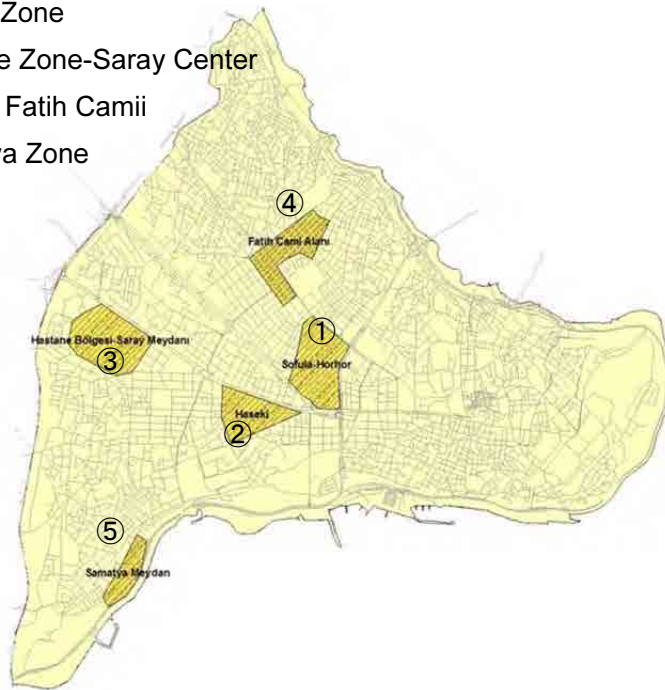 Zone
e Zone-Saray Center
Fatih Camii
ya Zone
④
Fatih Cami Alanı
①
Hastane Bölgesi-Saray Meydanı
③
Sofula-Horhor
Haseki
②
⑤
Samatya Meydan